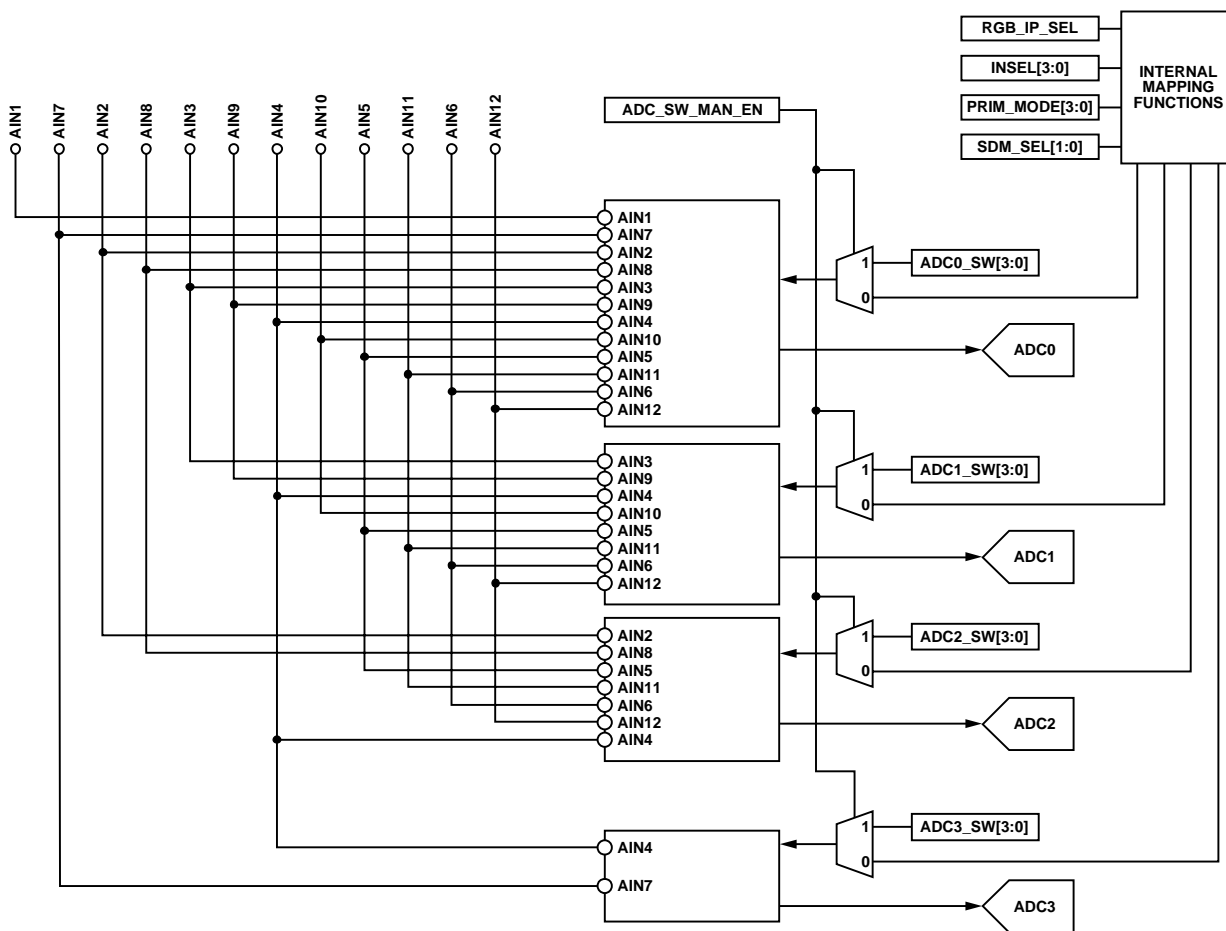 RGB_IP_SEL
INSEL[3:0]
PRIM_MODE[3:0]
SDM_SEL[1:0]
INTERNAL
MAPPING
FUNCTIONS
AIN1
AIN7
AIN2
AIN8
AIN3
AIN9
AIN4
AIN10
AIN5
AIN11
AIN6
AIN12
ADC_SW_MAN_EN
AIN1
AIN7
AIN2
AIN8
AIN3
AIN9
AIN4
AIN10
AIN5
AIN11
AIN6
AIN12
1
0
ADC0_SW[3:0]
ADC0
AIN3
AIN9
AIN4
AIN10
AIN5
AIN11
AIN6
AIN12
1
0
ADC1_SW[3:0]
ADC1
AIN2
AIN8
AIN5
AIN11
AIN6
AIN12
AIN4
1
0
ADC2_SW[3:0]
ADC2
AIN4
AIN7
1
0
ADC3_SW[3:0]
ADC3